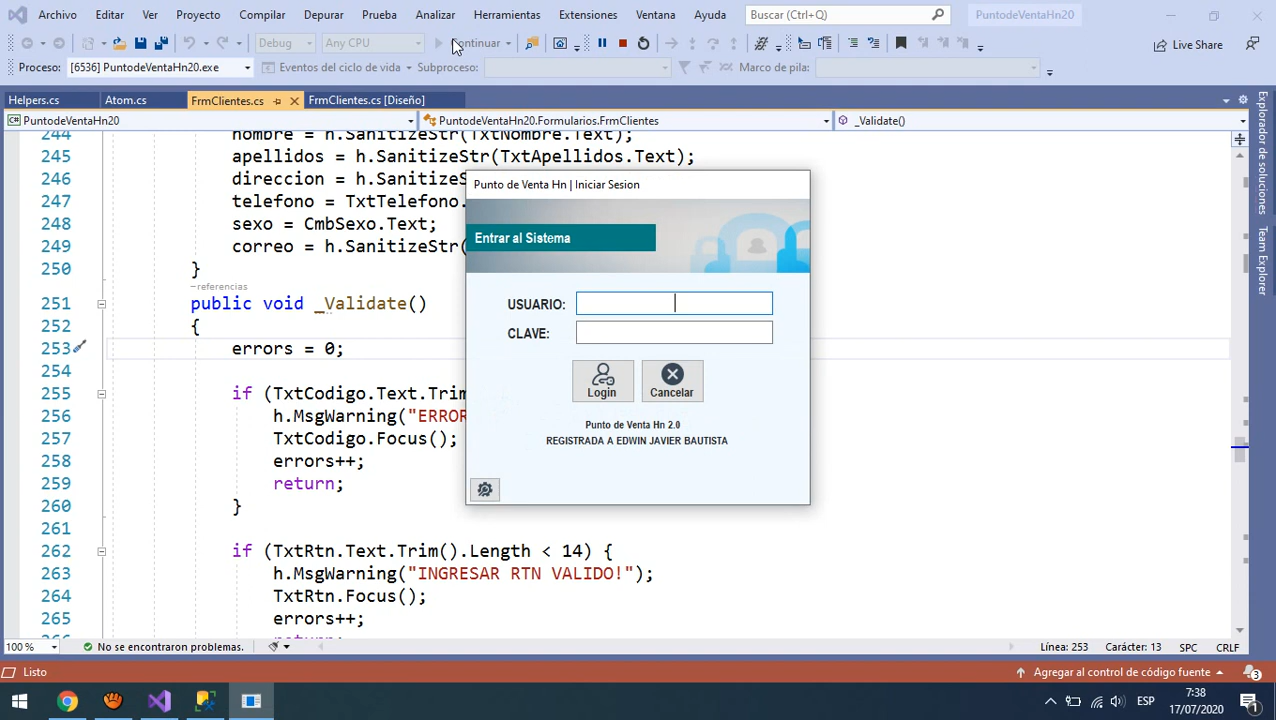 Archivo Editar Ver Proyecto Compilar Depurar Prueba Analizar Herramientas Extensiones Ventana Ayuda Buscar (Ctrl+Q) PuntodeVentaHn20
Debug Any CPU Continuar Live Share
Proceso: [6536] PuntodeVentaHn20.exe Eventos del ciclo de vida Subproceso: Marco de pila:
Helpers.cs Atom.cs FrmClientes.cs FrmClientes.cs [Diseño]
PuntodeVentaHn20 PuntodeVentaHn20.Formularios.FrmClientes _Validate()
244 nombre = h.SanitizeStr(TxtNombre.Text);
245 apellidos = h.SanitizeStr(TxtApellidos.Text);
246 direccion = h.Sanitize
247 telefono = TxtTelefono.
248 sexo = CmbSexo.Text;
249 correo = h.SanitizeStr(
250 }
referencias
251 public void _Validate()
252 {
253 errors = 0;
254
255 if (TxtCodigo.Text.Trim
256 h.MsgWarning("ERROR
257 TxtCodigo.Focus();
258 errors++;
259 return;
260 }
261
262 if (TxtRtn.Text.Trim().Length < 14) {
263 h.MsgWarning("INGRESAR RTN VALIDO!");
264 TxtRtn.Focus();
265 errors++;
266 return;
Punto de Venta Hn | Iniciar Sesion
Entrar al Sistema
USUARIO:
CLAVE:
Login Cancelar
Punto de Venta Hn 2.0
REGISTRADA A EDWIN JAVIER BAUTISTA
Explorador de soluciones
Team Explorer
100 % No se encontraron problemas. Línea: 253 Carácter: 13 SPC CRLF
Listo Agregar al control de código fuente 3
ESP 7:38
17/07/2020 1